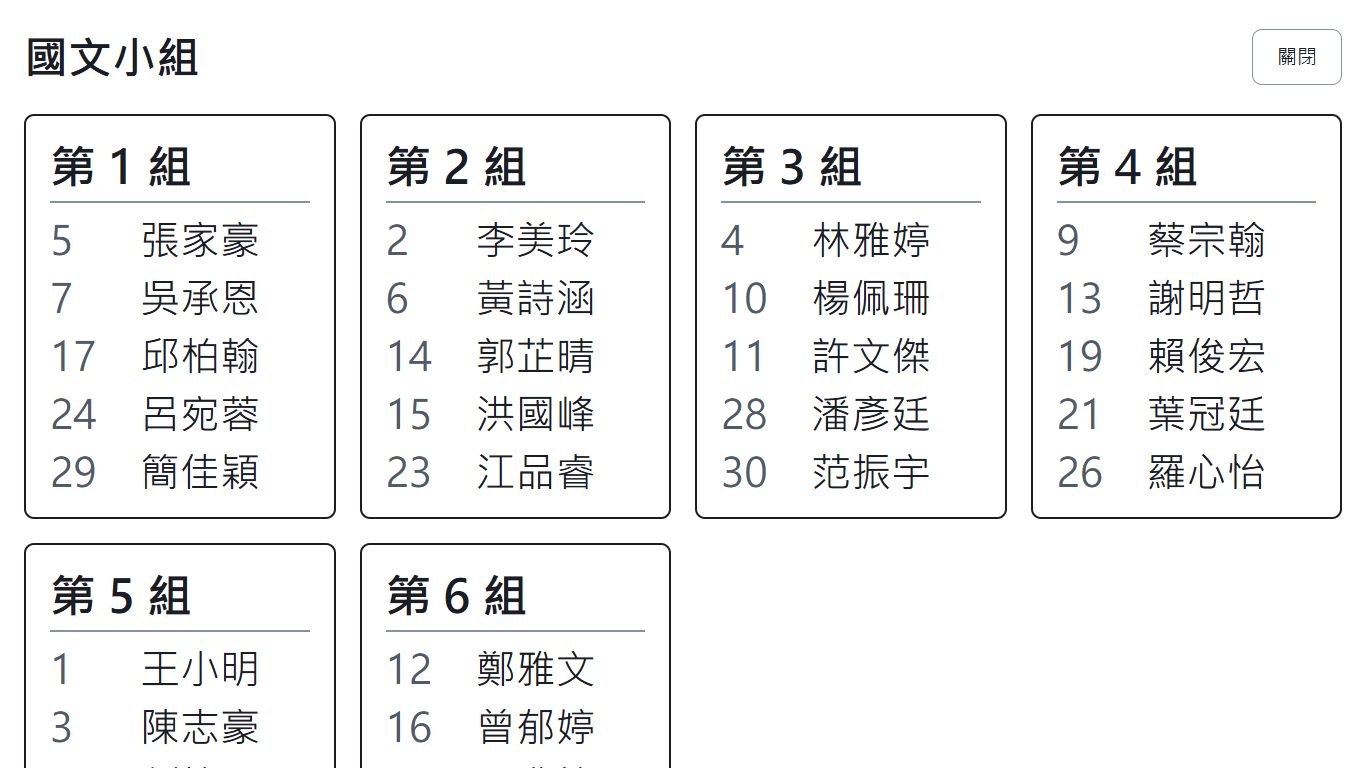 國文小組
關閉
第 1 組
5 張家豪
7 吳承恩
17 邱柏翰
24 呂宛蓉
29 簡佳穎
第 2 組
2 李美玲
6 黃詩涵
14 郭芷晴
15 洪國峰
23 江品睿
第 3 組
4 林雅婷
10 楊佩珊
11 許文傑
28 潘彥廷
30 范振宇
第 4 組
9 蔡宗翰
13 謝明哲
19 賴俊宏
21 葉冠廷
26 羅心怡
第 5 組
1 王小明
3 陳志豪
第 6 組
12 鄭雅文
16 曾郁婷